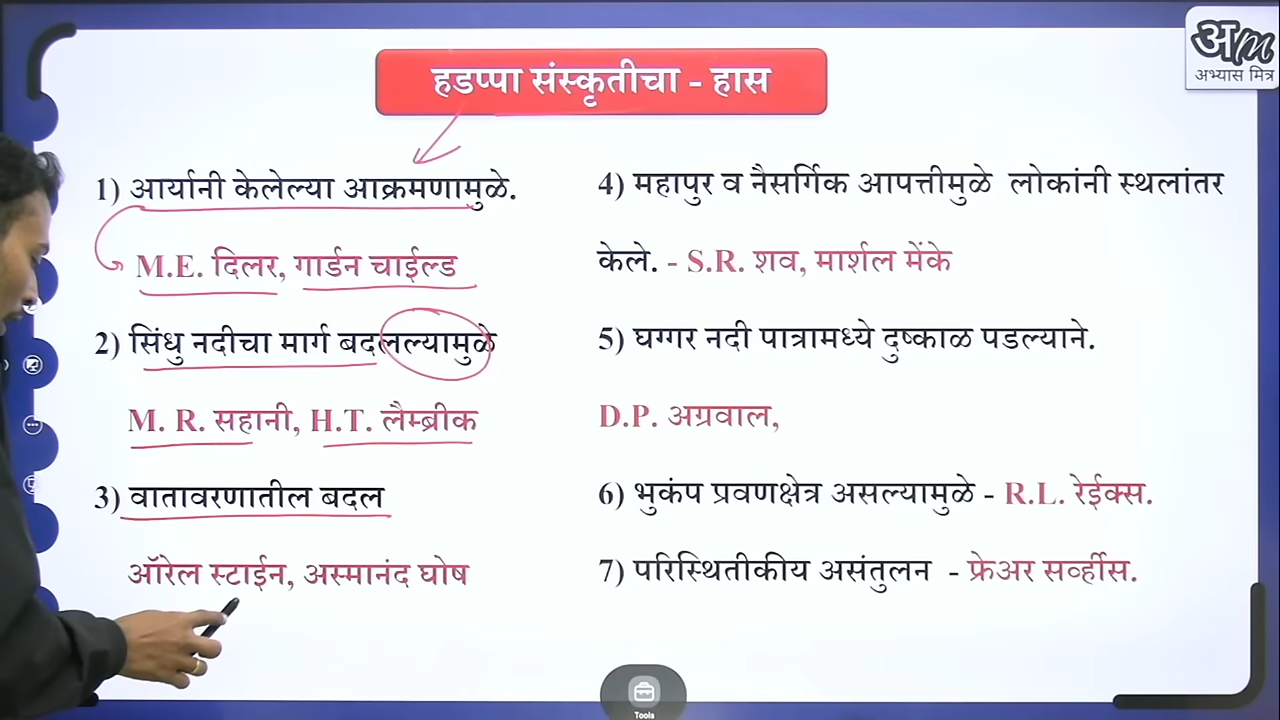 अm
अभ्यास मित्र
हडप्पा संस्कृतीचा - हास
1) आर्यानी केलेल्या आक्रमणामुळे.
M.E. दिलर, गार्डन चाईल्ड
2) सिंधु नदीचा मार्ग बदलल्यामुळे
M. R. सहानी, H.T. लैम्ब्रीक
3) वातावरणातील बदल
ऑरेल स्टाईन, अस्मानंद घोष
4) महापुर व नैसर्गिक आपत्तीमुळे लोकांनी स्थलांतर
केले. - S.R. शव, मार्शल मेंके
5) घग्गर नदी पात्रामध्ये दुष्काळ पडल्याने.
D.P. अग्रवाल,
6) भुकंप प्रवणक्षेत्र असल्यामुळे - R.L. रेईक्स.
7) परिस्थितीकीय असंतुलन - फ्रेअर सर्व्हीस.
Tools